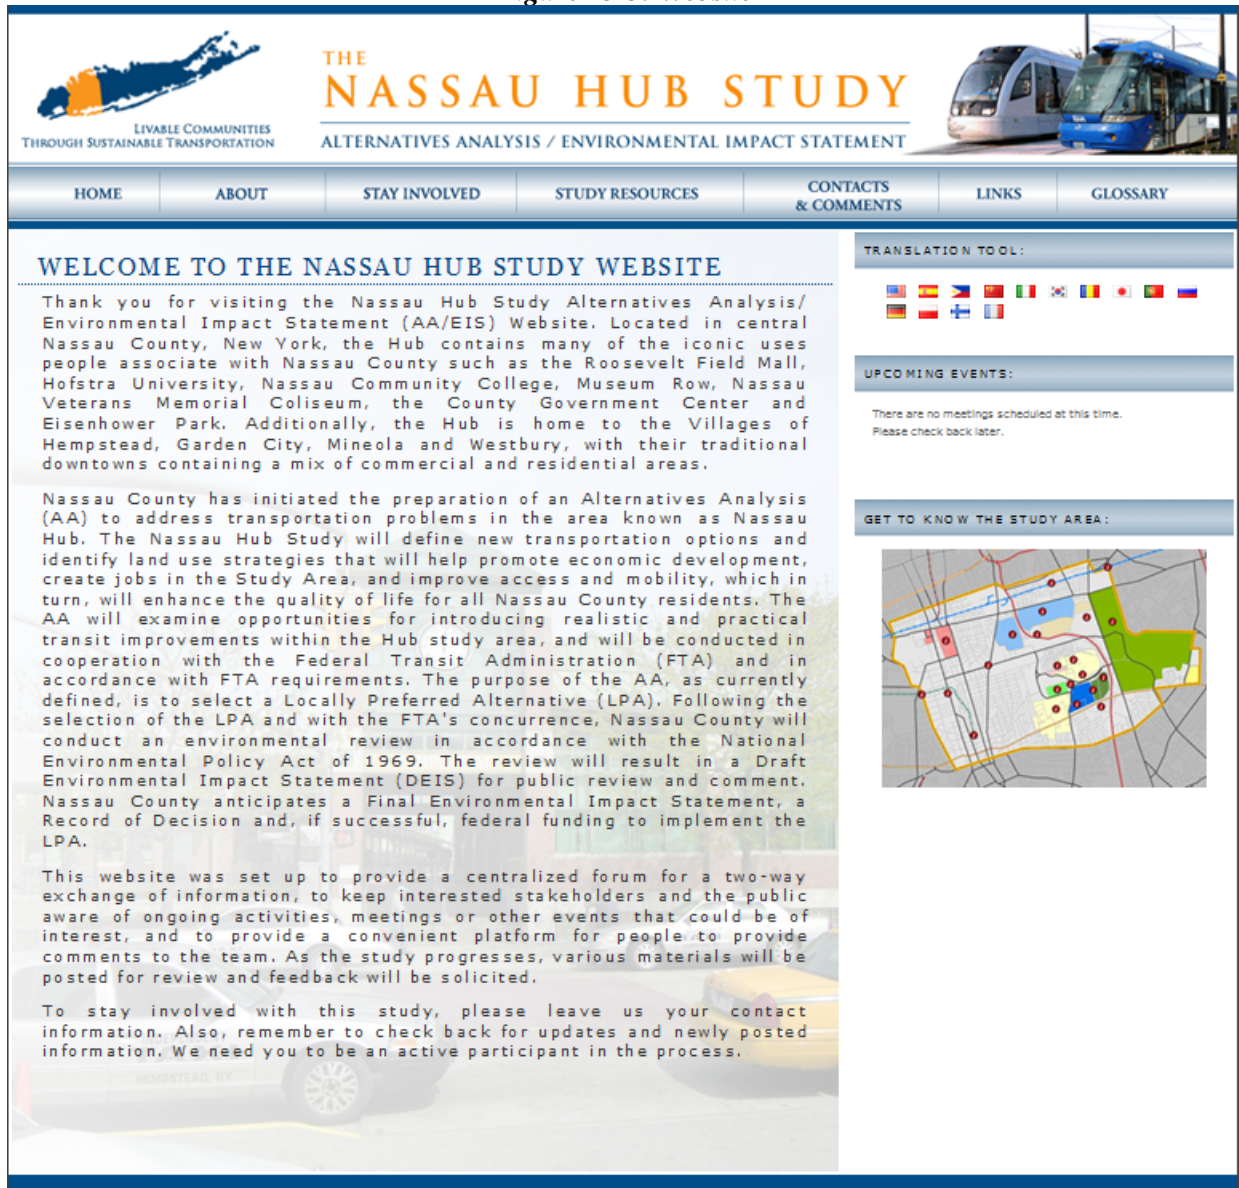 LIVABLE COMMUNITIES
THROUGH SUSTAINABLE TRANSPORTATION
THE
NASSAU HUB STUDY
ALTERNATIVES ANALYSIS / ENVIRONMENTAL IMPACT STATEMENT
HOME
ABOUT
STAY INVOLVED
STUDY RESOURCES
CONTACTS
& COMMENTS
LINKS
GLOSSARY
WELCOME TO THE NASSAU HUB STUDY WEBSITE
Thank you for visiting the Nassau Hub Study Alternatives Analysis/
Environmental Impact Statement (AA/EIS) Website. Located in central
Nassau County, New York, the Hub contains many of the iconic uses
people associate with Nassau County such as the Roosevelt Field Mall,
Hofstra University, Nassau Community College, Museum Row, Nassau
Veterans Memorial Coliseum, the County Government Center and
Eisenhower Park. Additionally, the Hub is home to the Villages of
Hempstead, Garden City, Mineola and Westbury, with their traditional
downtowns containing a mix of commercial and residential areas.
Nassau County has initiated the preparation of an Alternatives Analysis
(AA) to address transportation problems in the area known as Nassau
Hub. The Nassau Hub Study will define new transportation options and
identify land use strategies that will help promote economic development,
create jobs in the Study Area, and improve access and mobility, which in
turn, will enhance the quality of life for all Nassau County residents. The
AA will examine opportunities for introducing realistic and practical
transit improvements within the Hub study area, and will be conducted in
cooperation with the Federal Transit Administration (FTA) and in
accordance with FTA requirements. The purpose of the AA, as currently
defined, is to select a Locally Preferred Alternative (LPA). Following the
selection of the LPA and with the FTA's concurrence, Nassau County will
conduct an environmental review in accordance with the National
Environmental Policy Act of 1969. The review will result in a Draft
Environmental Impact Statement (DEIS) for public review and comment.
Nassau County anticipates a Final Environmental Impact Statement, a
Record of Decision and, if successful, federal funding to implement the
LPA.
This website was set up to provide a centralized forum for a two-way
exchange of information, to keep interested stakeholders and the public
aware of ongoing activities, meetings or other events that could be of
interest, and to provide a convenient platform for people to provide
comments to the team. As the study progresses, various materials will be
posted for review and feedback will be solicited.
To stay involved with this study, please leave us your contact
information. Also, remember to check back for updates and newly posted
information. We need you to be an active participant in the process.
HEMPSTEAD, NY
TRANSLATION TOOL:
UPCOMING EVENTS:
There are no meetings scheduled at this time.
Please check back later.
GET TO KNOW THE STUDY AREA: